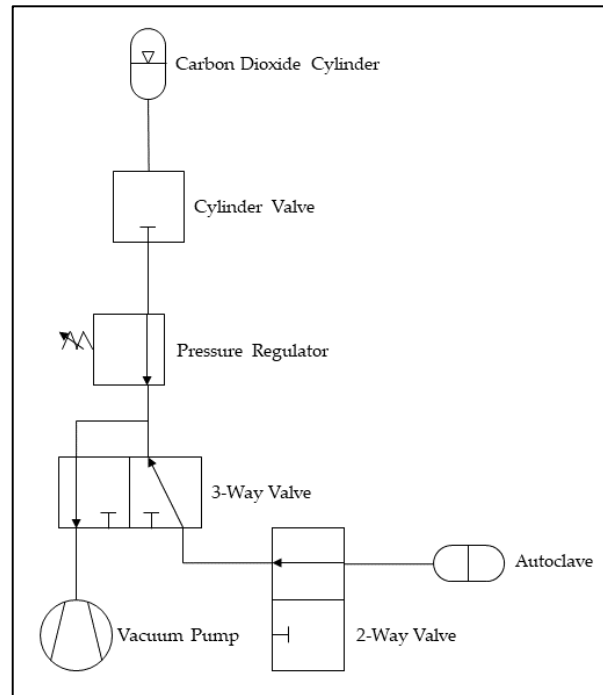 Carbon Dioxide Cylinder
Cylinder Valve
Pressure Regulator
3-Way Valve
Autoclave
Vacuum Pump
2-Way Valve